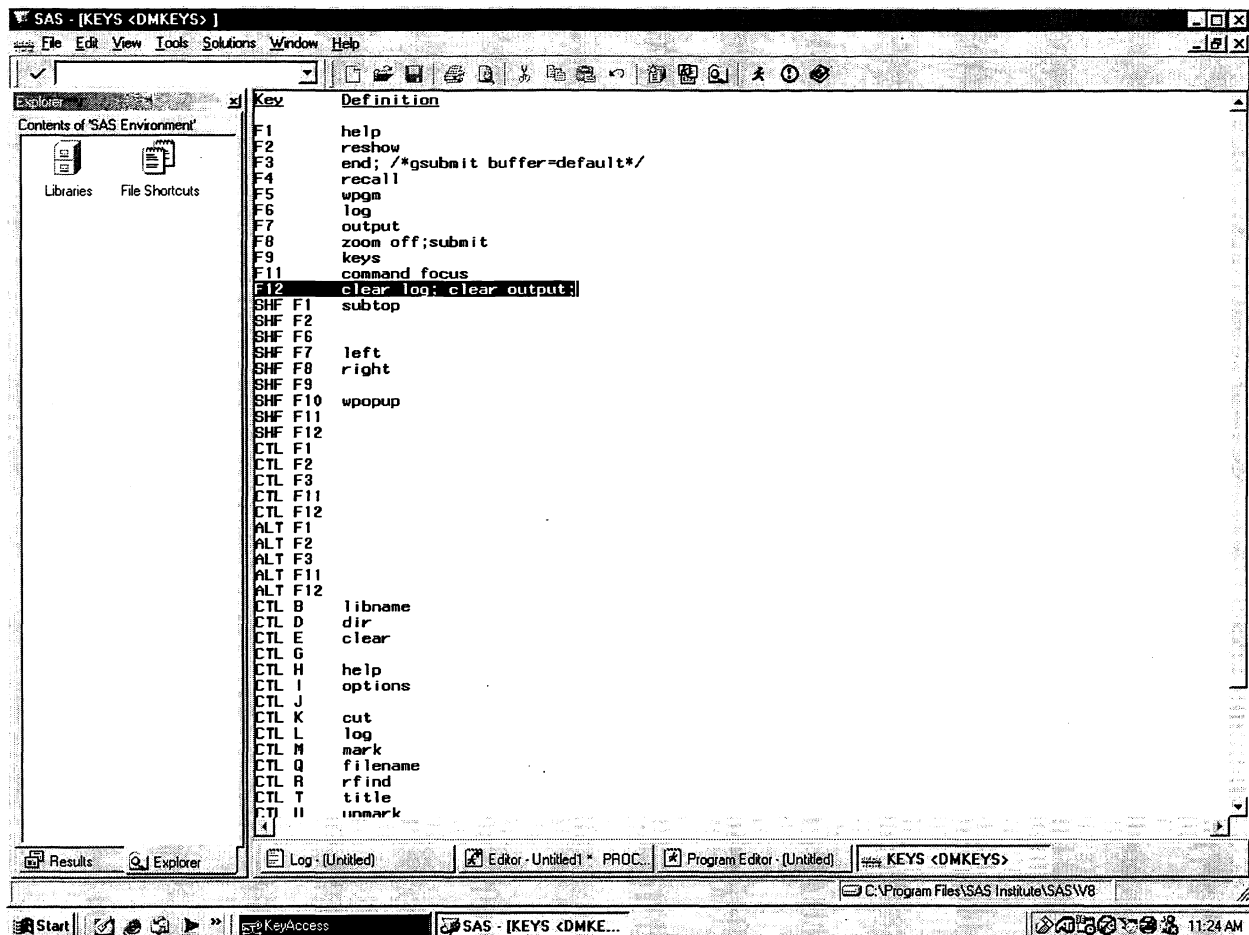 SAS - [KEYS <DMKEYS> ]
File Edit View Tools Solutions Window Help
Explorer
Contents of 'SAS Environment'
Libraries File Shortcuts
Key Definition
F1 help
F2 reshow
F3 end; /*gsubmit buffer=default*/
F4 recall
F5 wpgm
F6 log
F7 output
F8 zoom off;submit
F9 keys
F11 command focus
F12 clear log; clear output;
SHF F1 subtop
SHF F2
SHF F6
SHF F7 left
SHF F8 right
SHF F9
SHF F10 wpopup
SHF F11
SHF F12
CTL F1
CTL F2
CTL F3
CTL F11
CTL F12
ALT F1
ALT F2
ALT F3
ALT F11
ALT F12
CTL B libname
CTL D dir
CTL E clear
CTL G
CTL H help
CTL I options
CTL J
CTL K cut
CTL L log
CTL M mark
CTL Q filename
CTL R rfind
CTL T title
CTL U unmark
Results Explorer Log - (Untitled) Editor - Untitled1 * PROC... Program Editor - (Untitled) KEYS <DMKEYS>
C:\Program Files\SAS Institute\SAS\V8
Start KeyAccess SAS - [KEYS <DMKE... 11:24 AM